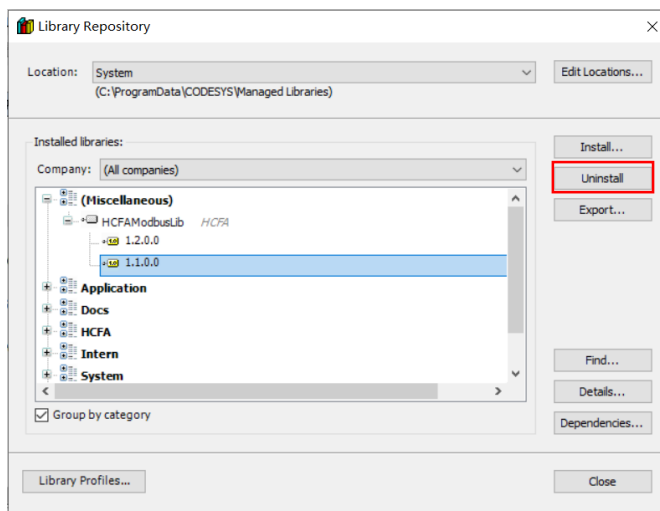 Library Repository
Location: System Edit Locations...
(C:\ProgramData\CODESYS\Managed Libraries)
Installed libraries:
Install...
Company: (All companies)
Uninstall
(Miscellaneous)
HCFAModbusLib HCFA
Export...
1.2.0.0
1.1.0.0
Application
Docs
HCFA
Intern
Find...
System
Details...
Group by category
Dependencies...
Library Profiles... Close